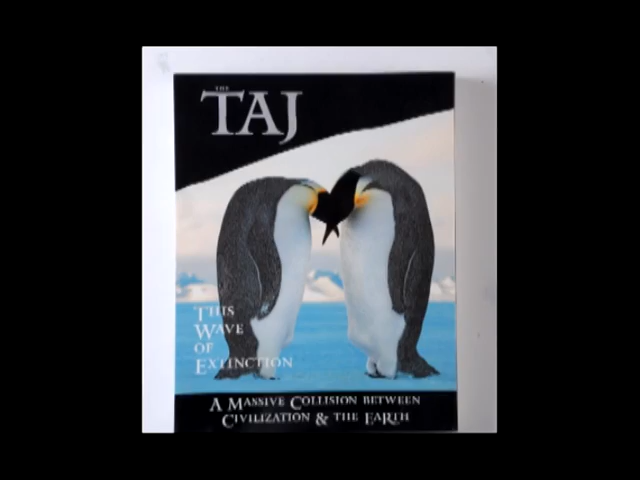 THE
TAJ
THIS
WAVE
OF
EXTINCTION
A MASSIVE COLLISION BETWEEN
CIVILIZATION & THE EARTH